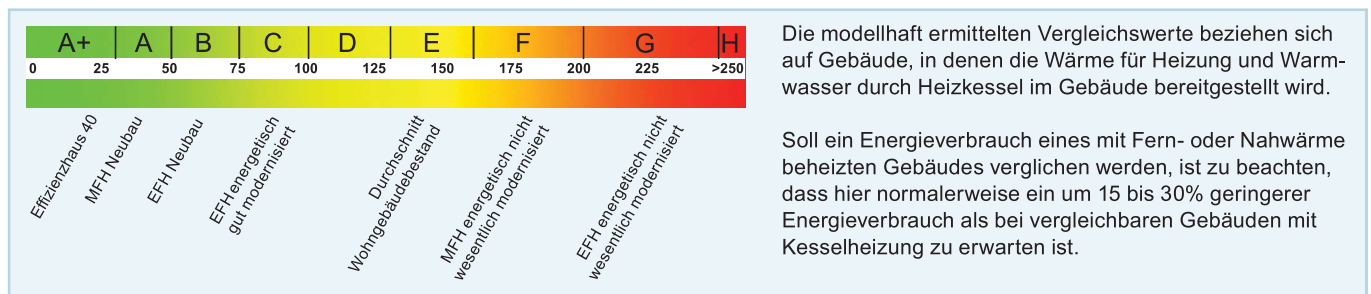 A+ A B C D E F G H
0 25 50 75 100 125 150 175 200 225 >250
Effizienzhaus 40
MFH Neubau
EFH Neubau
EFH energetisch
gut modernisiert
Durchschnitt
Wohngebäudebestand
MFH energetisch nicht
wesentlich modernisiert
EFH energetisch nicht
wesentlich modernisiert
Die modellhaft ermittelten Vergleichswerte beziehen sich
auf Gebäude, in denen die Wärme für Heizung und Warm-
wasser durch Heizkessel im Gebäude bereitgestellt wird.
Soll ein Energieverbrauch eines mit Fern- oder Nahwärme
beheizten Gebäudes verglichen werden, ist zu beachten,
dass hier normalerweise ein um 15 bis 30% geringerer
Energieverbrauch als bei vergleichbaren Gebäuden mit
Kesselheizung zu erwarten ist.